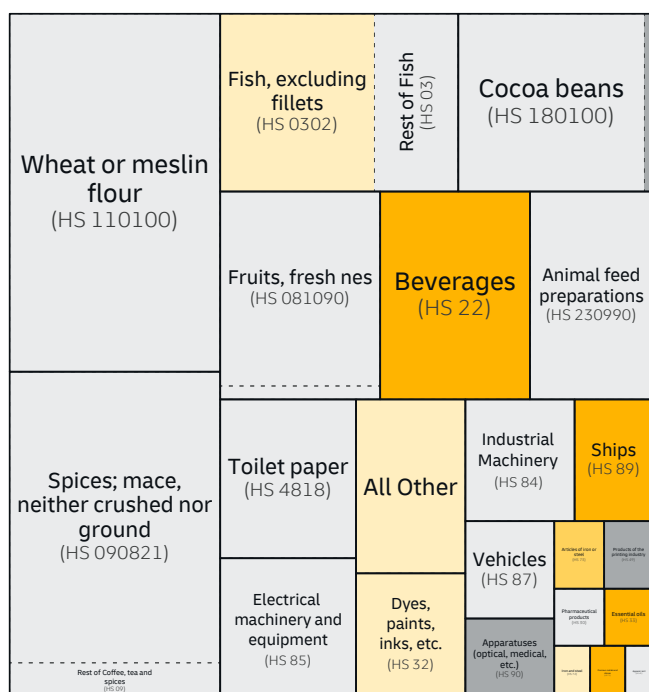 Wheat or meslin
flour
(HS 110100)
Spices; mace,
neither crushed nor
ground
(HS 090821)
Rest of Coffee, tea and
spices
(HS 09)
Fish, excluding
fillets
(HS 0302)
Rest of Fish
(HS 03)
Cocoa beans
(HS 180100)
Fruits, fresh nes
(HS 081090)
Beverages
(HS 22)
Animal feed
preparations
(HS 230990)
Toilet paper
(HS 4818)
Electrical
machinery and
equipment
(HS 85)
All Other
Dyes,
paints,
inks, etc.
(HS 32)
Industrial
Machinery
(HS 84)
Ships
(HS 89)
Vehicles
(HS 87)
Apparatuses
(optical, medical,
etc.)
(HS 90)
Articles of iron or
steel
Products of the
printing industry
Pharmaceutical
products
Essential oils
(HS 33)